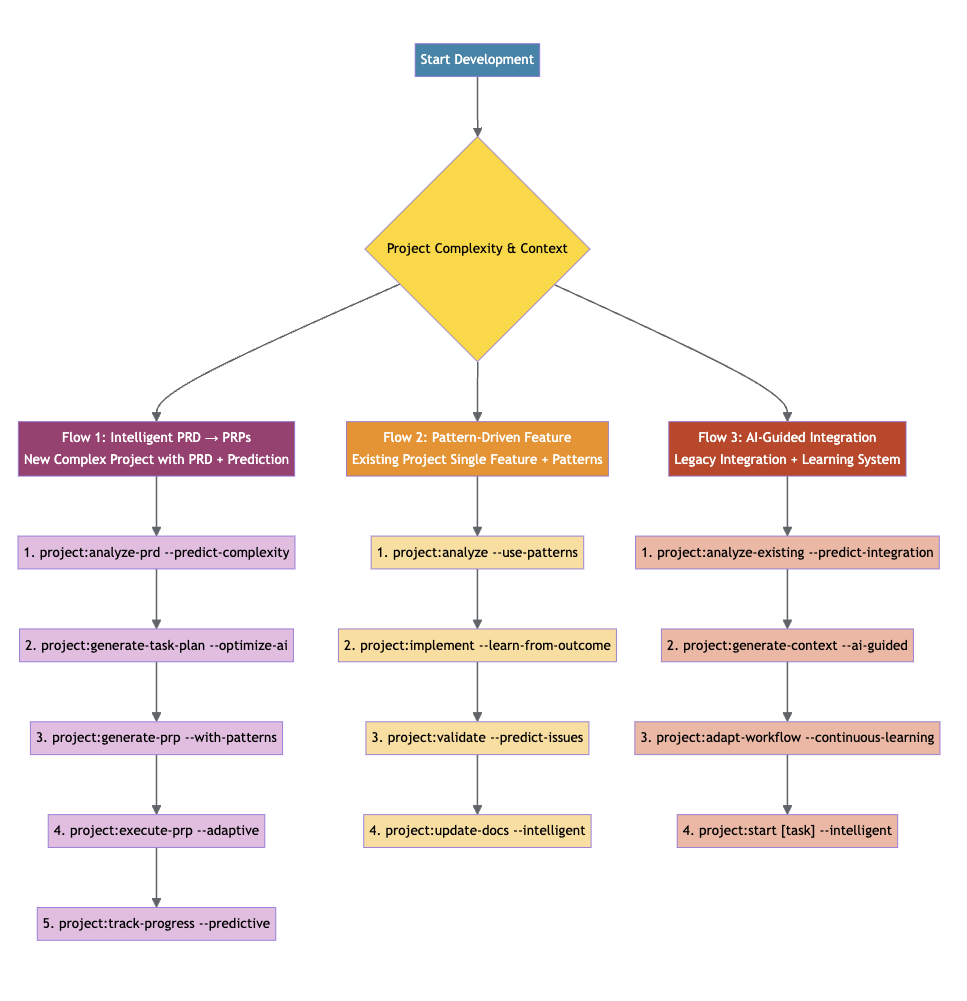 Start Development
Project Complexity & Context
Flow 1: Intelligent PRD → PRPs
New Complex Project with PRD + Prediction
Flow 2: Pattern-Driven Feature
Existing Project Single Feature + Patterns
Flow 3: AI-Guided Integration
Legacy Integration + Learning System
1. project:analyze-prd --predict-complexity
1. project:analyze --use-patterns
1. project:analyze-existing --predict-integration
2. project:generate-task-plan --optimize-ai
2. project:implement --learn-from-outcome
2. project:generate-context --ai-guided
3. project:generate-prp --with-patterns
3. project:validate --predict-issues
3. project:adapt-workflow --continuous-learning
4. project:execute-prp --adaptive
4. project:update-docs --intelligent
4. project:start [task] --intelligent
5. project:track-progress --predictive